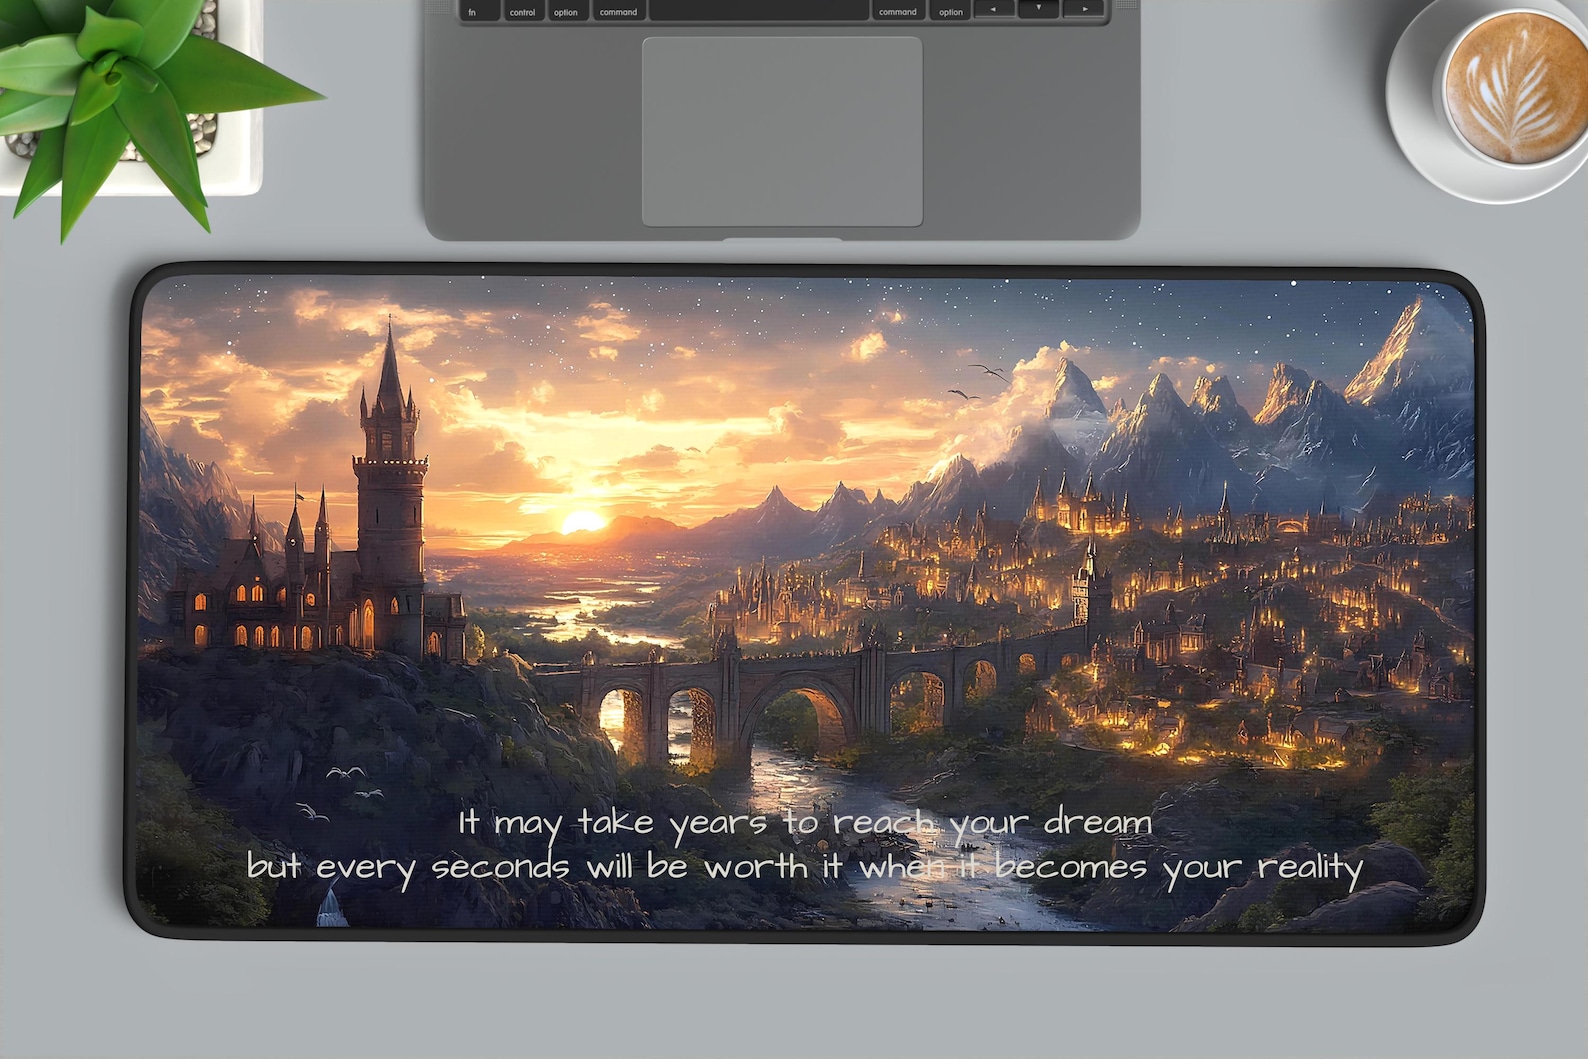 fn control option command command option
It may take years to reach your dream
but every seconds will be worth it when it becomes your reality